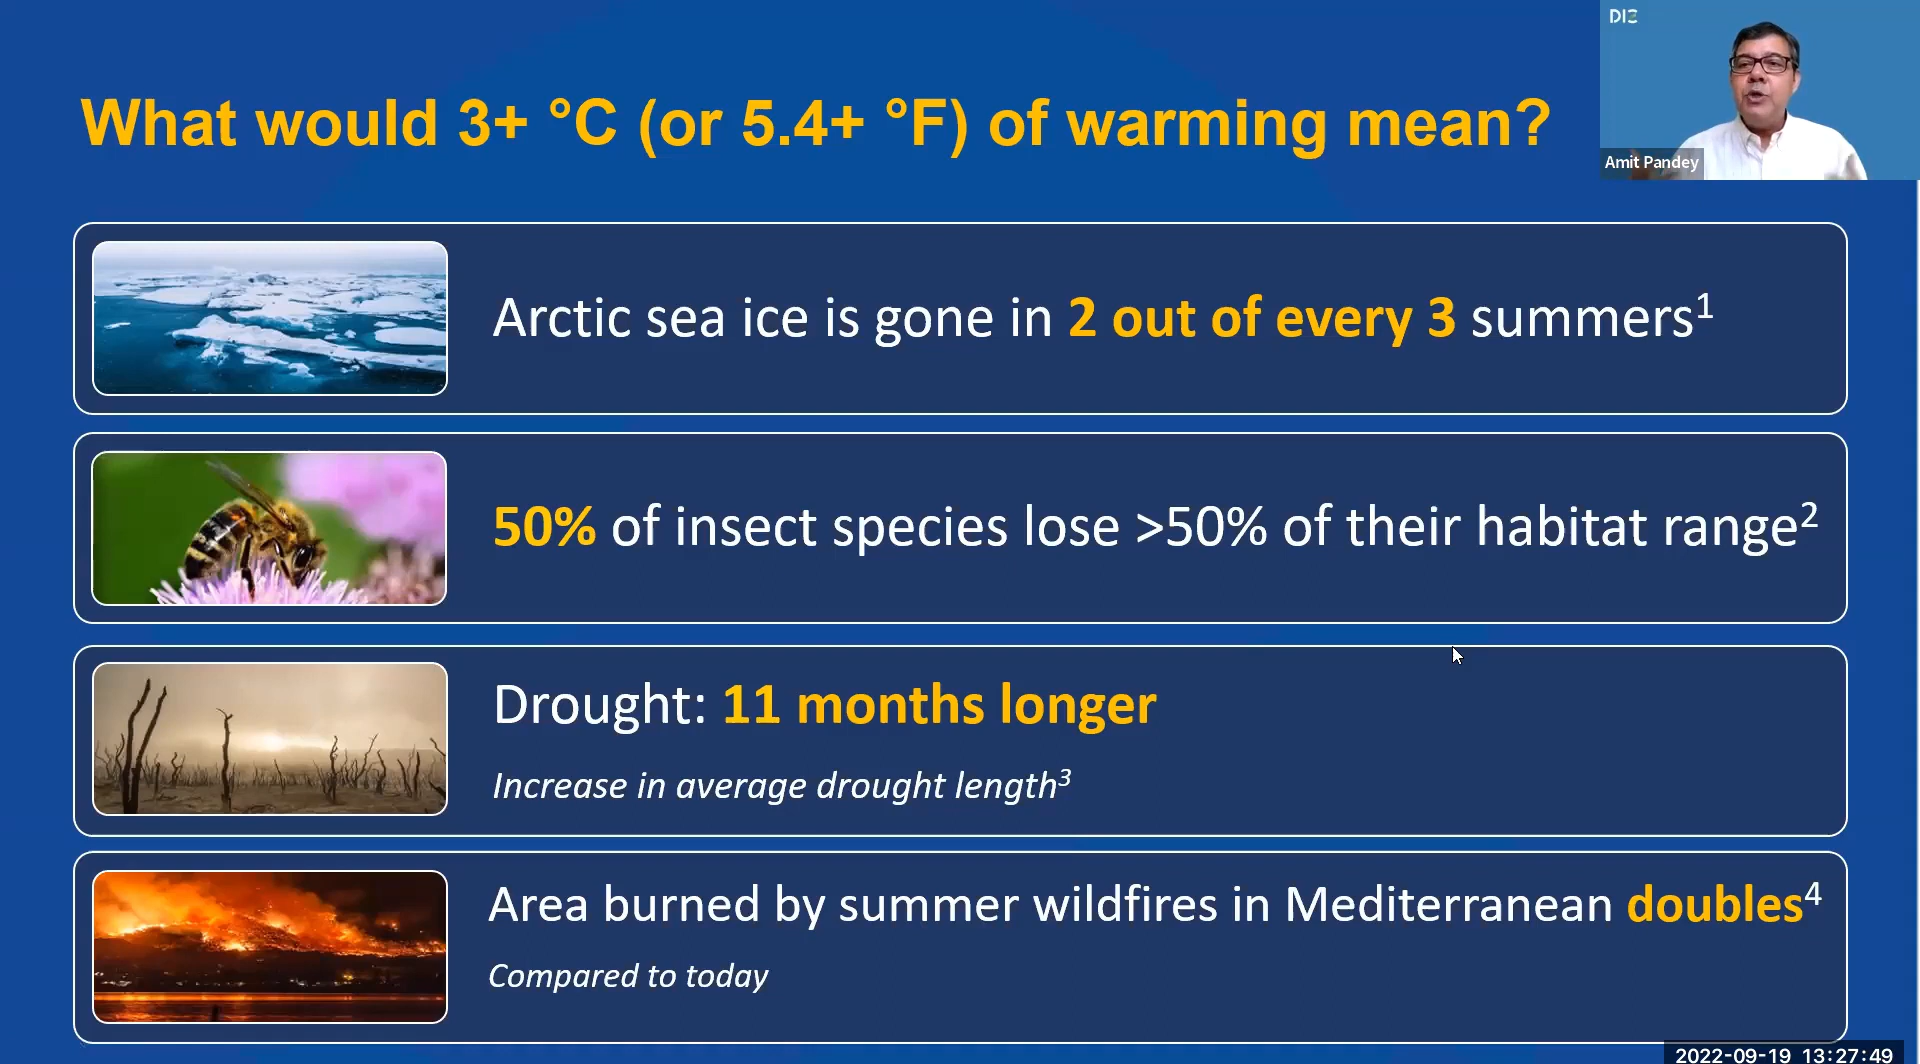 DIΞ
What would 3+ °C (or 5.4+ °F) of warming mean?
Amit Pandey
Arctic sea ice is gone in 2 out of every 3 summers¹
50% of insect species lose >50% of their habitat range²
Drought: 11 months longer
Increase in average drought length³
Area burned by summer wildfires in Mediterranean doubles⁴
Compared to today
2022-09-19 13:27:49